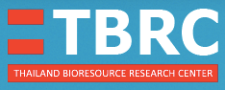 TBRC
THAILAND BIORESOURCE RESEARCH CENTER